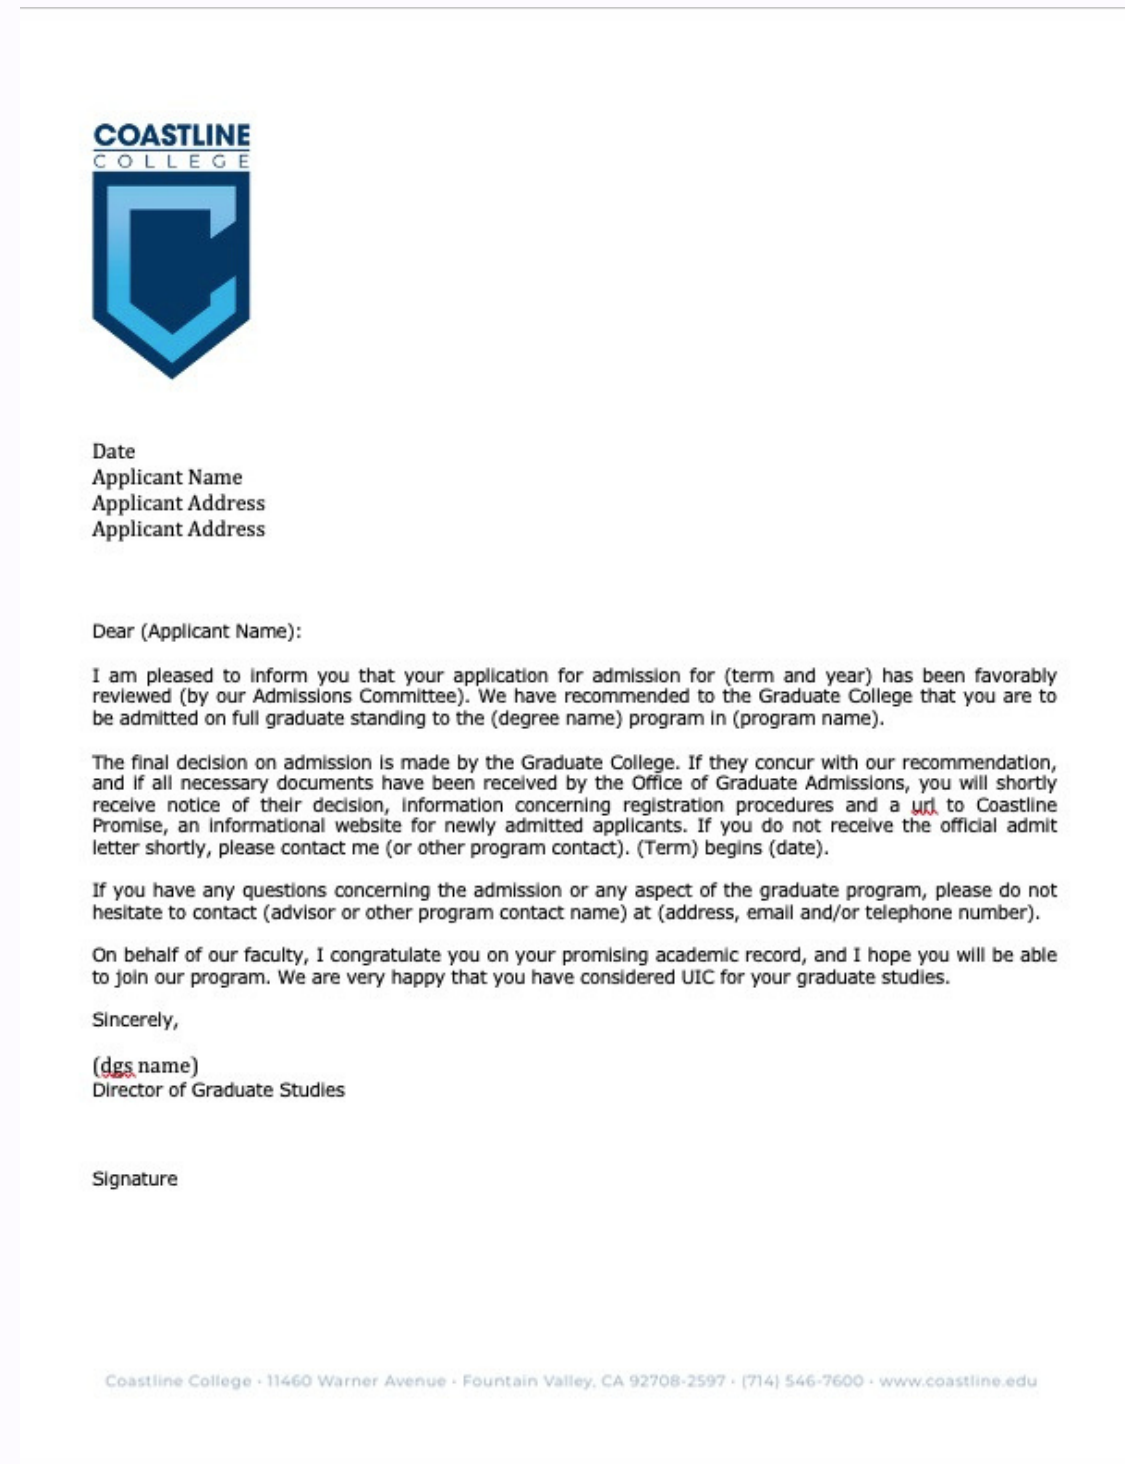 COASTLINE
COLLEGE
Date
Applicant Name
Applicant Address
Applicant Address
Dear (Applicant Name):
I am pleased to inform you that your application for admission for (term and year) has been favorably
reviewed (by our Admissions Committee). We have recommended to the Graduate College that you are to
be admitted on full graduate standing to the (degree name) program in (program name).
The final decision on admission is made by the Graduate College. If they concur with our recommendation,
and if all necessary documents have been received by the Office of Graduate Admissions, you will shortly
receive notice of their decision, information concerning registration procedures and a url to Coastline
Promise, an informational website for newly admitted applicants. If you do not receive the official admit
letter shortly, please contact me (or other program contact). (Term) begins (date).
If you have any questions concerning the admission or any aspect of the graduate program, please do not
hesitate to contact (advisor or other program contact name) at (address, email and/or telephone number).
On behalf of our faculty, I congratulate you on your promising academic record, and I hope you will be able
to join our program. We are very happy that you have considered UIC for your graduate studies.
Sincerely,
(dgs name)
Director of Graduate Studies
Signature
Coastline College · 11460 Warner Avenue · Fountain Valley, CA 92708-2597 · (714) 546-7600 · www.coastline.edu